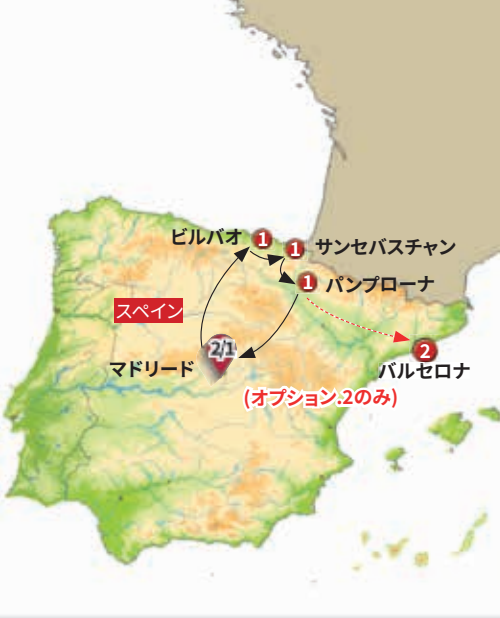 ビルバオ
1
1
サンセバスチャン
1
パンプローナ
スペイン
マドリード
2/1
2
バルセロナ
(オプション.2のみ)